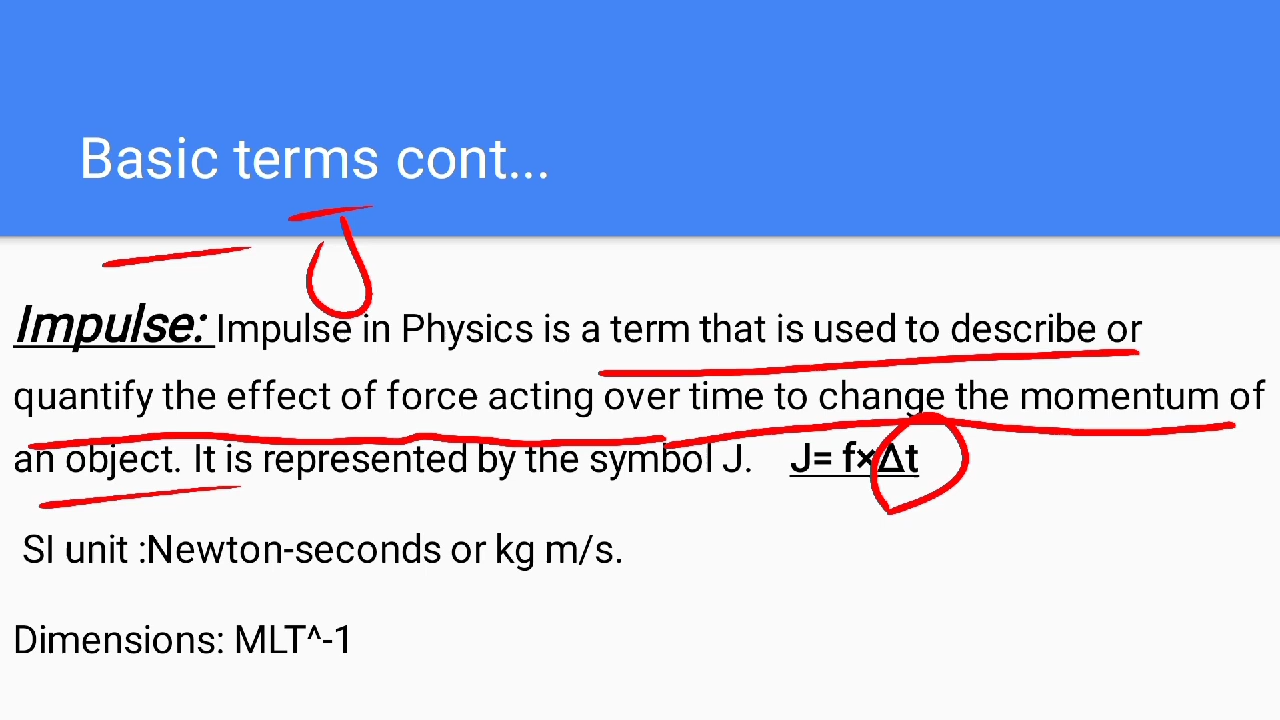 Basic terms cont...
J
Impulse: Impulse in Physics is a term that is used to describe or
quantify the effect of force acting over time to change the momentum of
an object. It is represented by the symbol J. J= f×Δt
SI unit :Newton-seconds or kg m/s.
Dimensions: MLT^-1